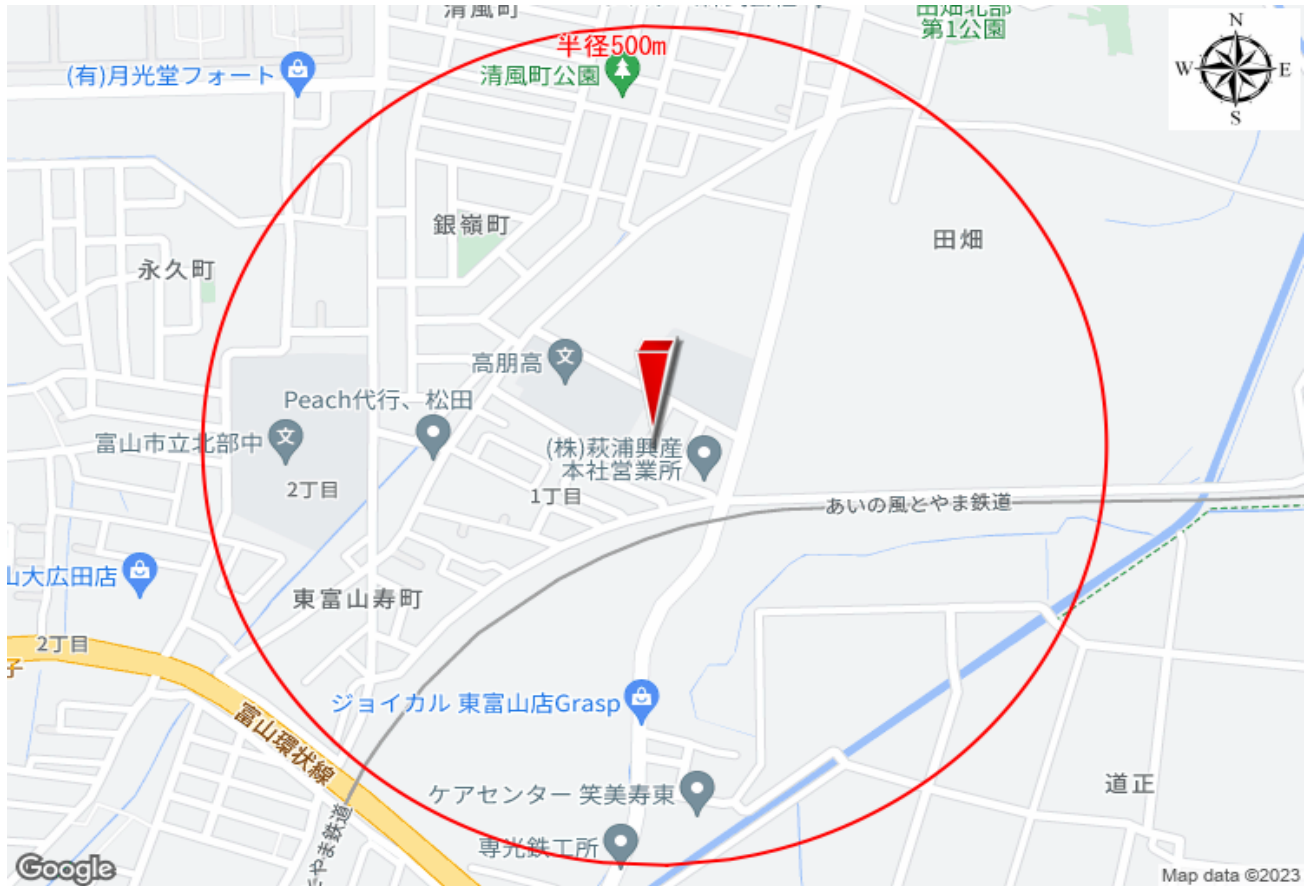 清風町
田畑北部
第1公園
半径500m
N
W
E
S
(有)月光堂フォート
清風町公園
銀嶺町
田畑
永久町
高朋高
文
Peach代行、松田
富山市立北部中
文
2丁目
(株)萩浦興産
本社営業所
1丁目
あいの風とやま鉄道
山大広田店
東富山寿町
2丁目
子
ジョイカル 東富山店Grasp
富山環状線
道正
ケアセンター 笑美寿東
専光鉄工所
やま鉄道
Google
Map data ©2023